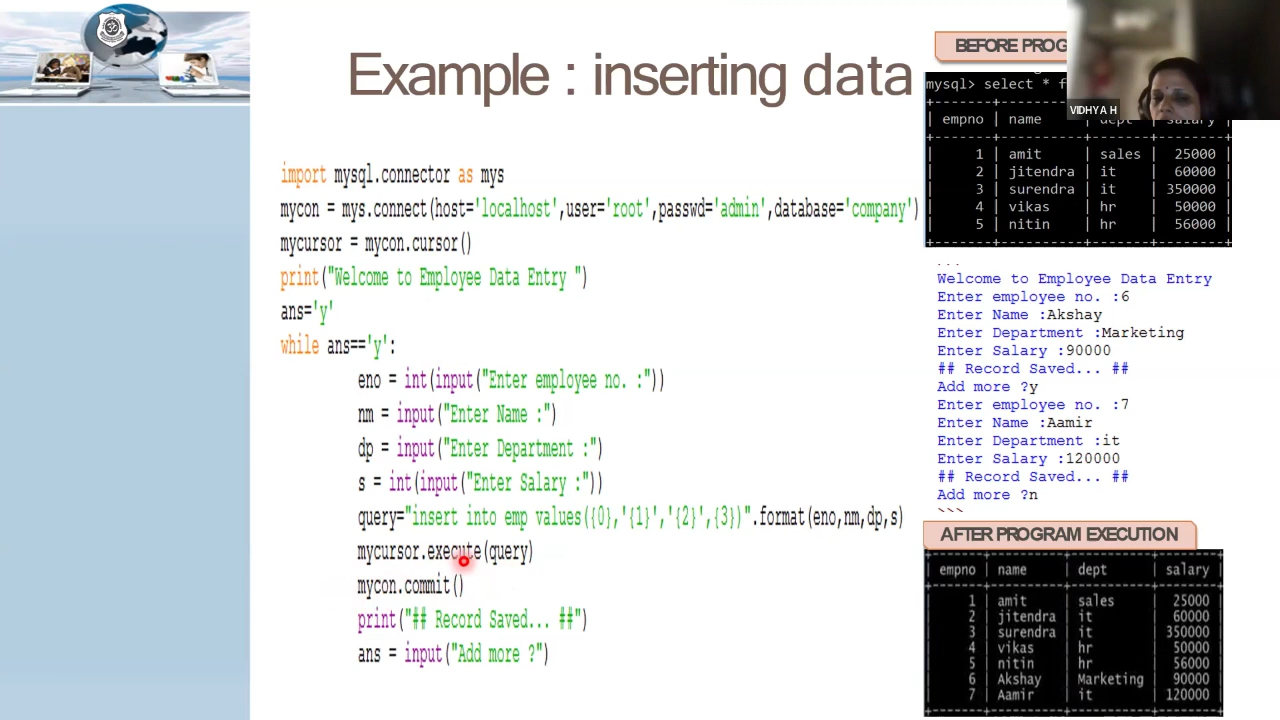 Example : inserting data
import mysql.connector as mys
mycon = mys.connect(host='localhost',user='root',passwd='admin',database='company')
mycursor = mycon.cursor()
print("Welcome to Employee Data Entry ")
ans='y'
while ans=='y':
eno = int(input("Enter employee no. :"))
nm = input("Enter Name :")
dp = input("Enter Department :")
s = int(input("Enter Salary :"))
query="insert into emp values({0},'{1}','{2}',{3})".format(eno,nm,dp,s)
mycursor.execute(query)
mycon.commit()
print("## Record Saved... ##")
ans = input("Add more ?")
BEFORE PROG
VIDHYA H
mysql> select * f
| empno | name | dept | salary |
| 1 | amit | sales | 25000 |
| 2 | jitendra | it | 60000 |
| 3 | surendra | it | 350000 |
| 4 | vikas | hr | 50000 |
| 5 | nitin | hr | 56000 |
Welcome to Employee Data Entry
Enter employee no. :6
Enter Name :Akshay
Enter Department :Marketing
Enter Salary :90000
## Record Saved... ##
Add more ?y
Enter employee no. :7
Enter Name :Aamir
Enter Department :it
Enter Salary :120000
## Record Saved... ##
Add more ?n
AFTER PROGRAM EXECUTION
| empno | name | dept | salary |
| 1 | amit | sales | 25000 |
| 2 | jitendra | it | 60000 |
| 3 | surendra | it | 350000 |
| 4 | vikas | hr | 50000 |
| 5 | nitin | hr | 56000 |
| 6 | Akshay | Marketing | 90000 |
| 7 | Aamir | it | 120000 |